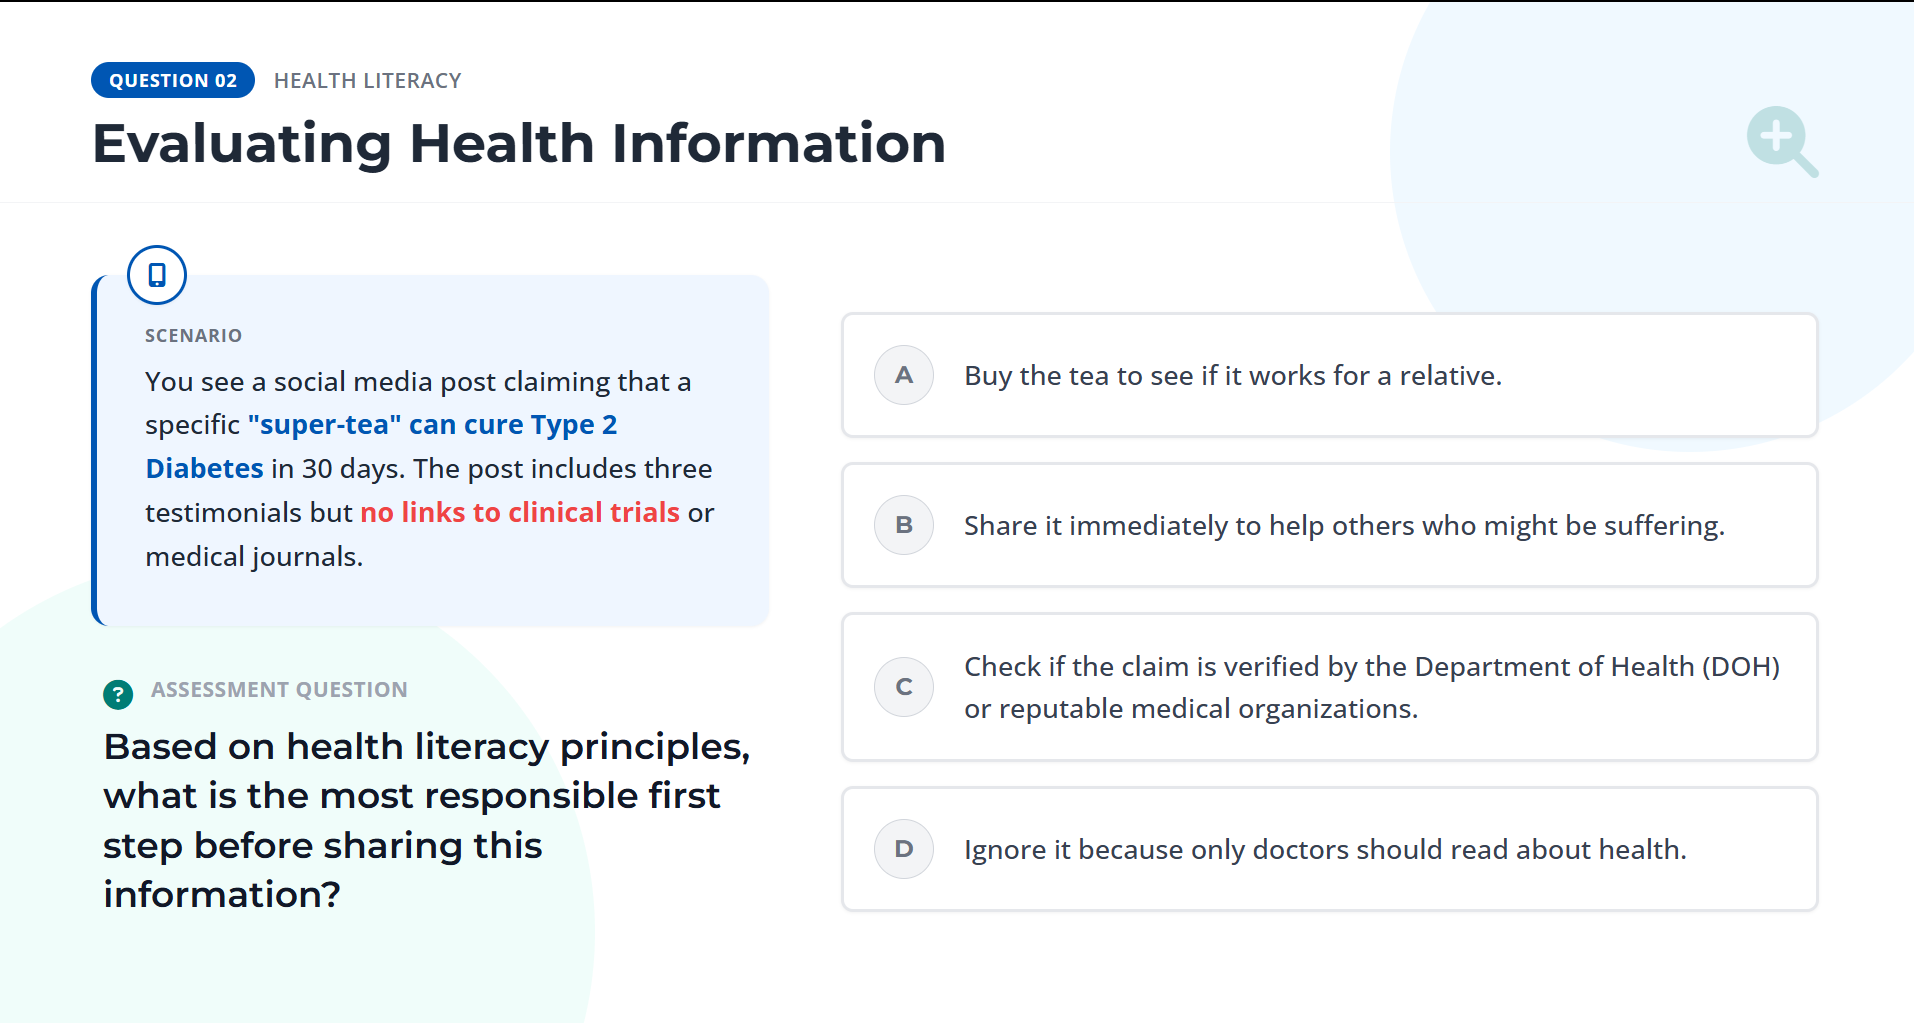 QUESTION 02
HEALTH LITERACY
Evaluating Health Information
SCENARIO
You see a social media post claiming that a
specific "super-tea" can cure Type 2
Diabetes in 30 days. The post includes three
testimonials but no links to clinical trials or
medical journals.
?
ASSESSMENT QUESTION
Based on health literacy principles,
what is the most responsible first
step before sharing this
information?
A
Buy the tea to see if it works for a relative.
B
Share it immediately to help others who might be suffering.
C
Check if the claim is verified by the Department of Health (DOH)
or reputable medical organizations.
D
Ignore it because only doctors should read about health.